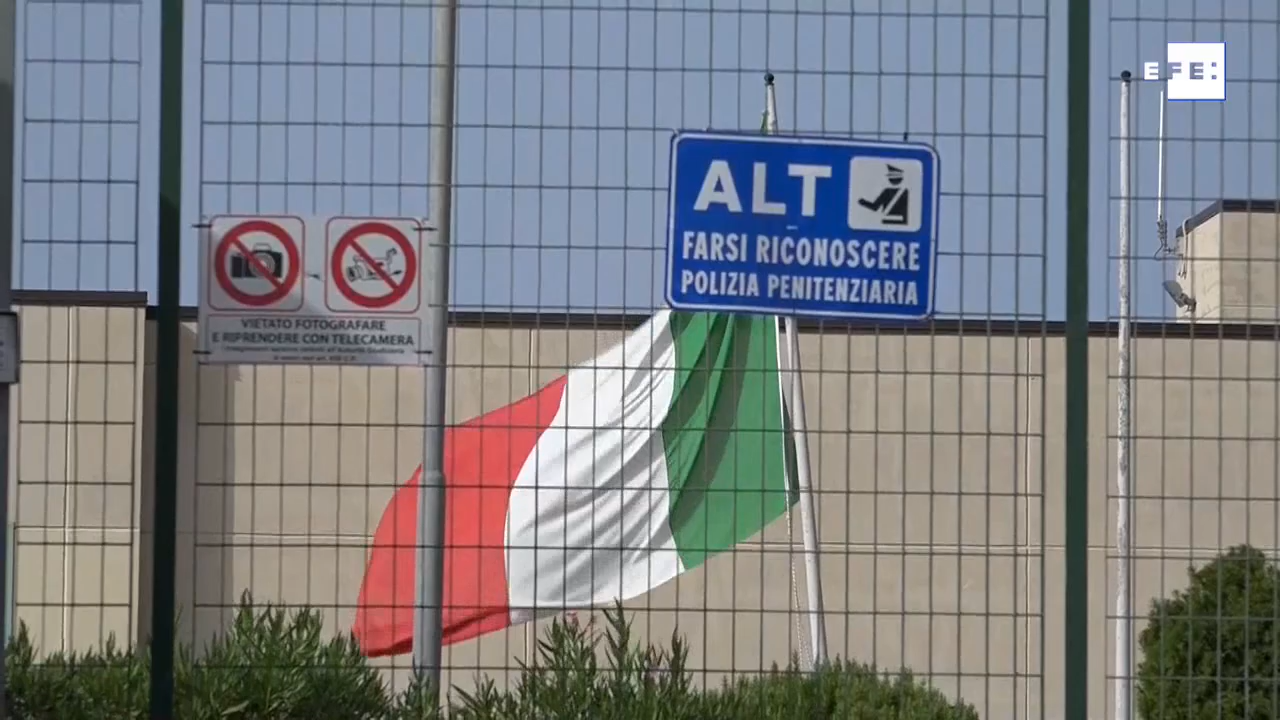 EFE:
ALT
FARSI RICONOSCERE
POLIZIA PENITENZIARIA
VIETATO FOTOGRAFARE
E RIPRENDERE CON TELECAMERA